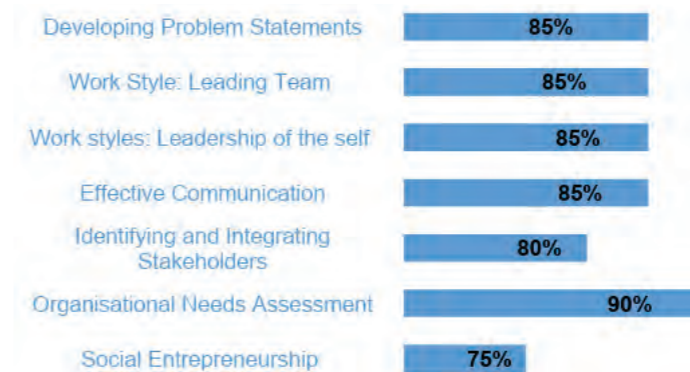 Developing Problem Statements 85%
Work Style: Leading Team 85%
Work styles: Leadership of the self 85%
Effective Communication 85%
Identifying and Integrating
Stakeholders 80%
Organisational Needs Assessment 90%
Social Entrepreneurship 75%